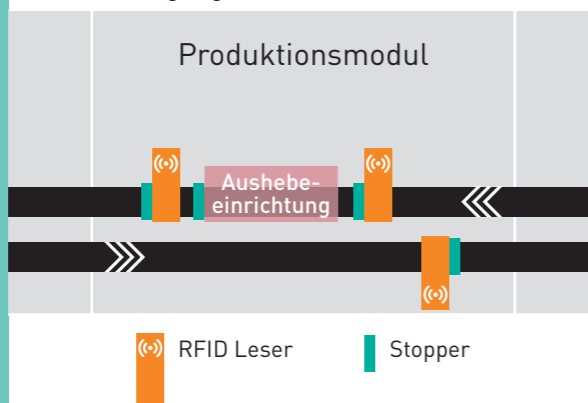 Produktionsmodul
Aushebe-
einrichtung
RFID Leser
Stopper